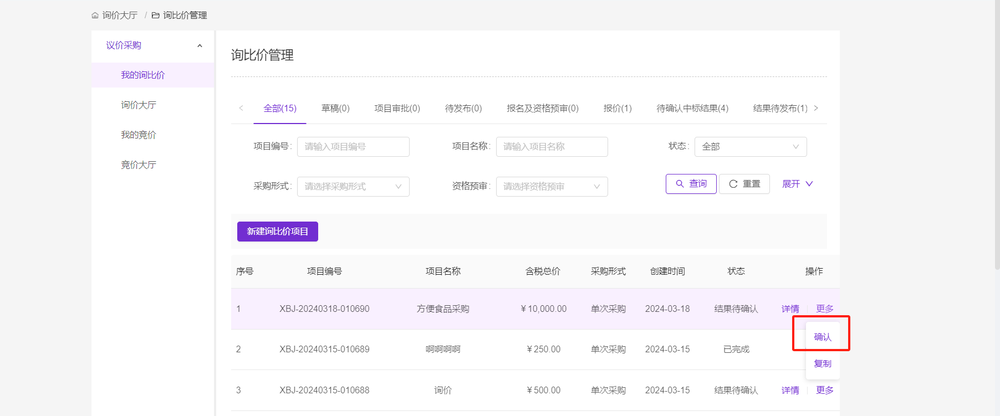 询价大厅 / 询比价管理
议价采购
我的询比价
询价大厅
我的竞价
竞价大厅
询比价管理
全部(15) 草稿(0) 项目审批(0) 待发布(0) 报名及资格预审(0) 报价(1) 待确认中标结果(4) 结果待发布(1)
项目编号: 请输入项目编号 项目名称: 请输入项目名称 状态: 全部
采购形式: 请选择采购形式 资格预审: 请选择资格预审 查询 重置 展开
新建询比价项目
序号 项目编号 项目名称 含税总价 采购形式 创建时间 状态 操作
1 XBJ-20240318-010690 方便食品采购 ￥10,000.00 单次采购 2024-03-18 结果待确认 详情 更多
确认
2 XBJ-20240315-010689 啊啊啊啊 ￥250.00 单次采购 2024-03-15 已完成
复制
3 XBJ-20240315-010688 询价 ￥500.00 单次采购 2024-03-15 结果待确认 详情 更多